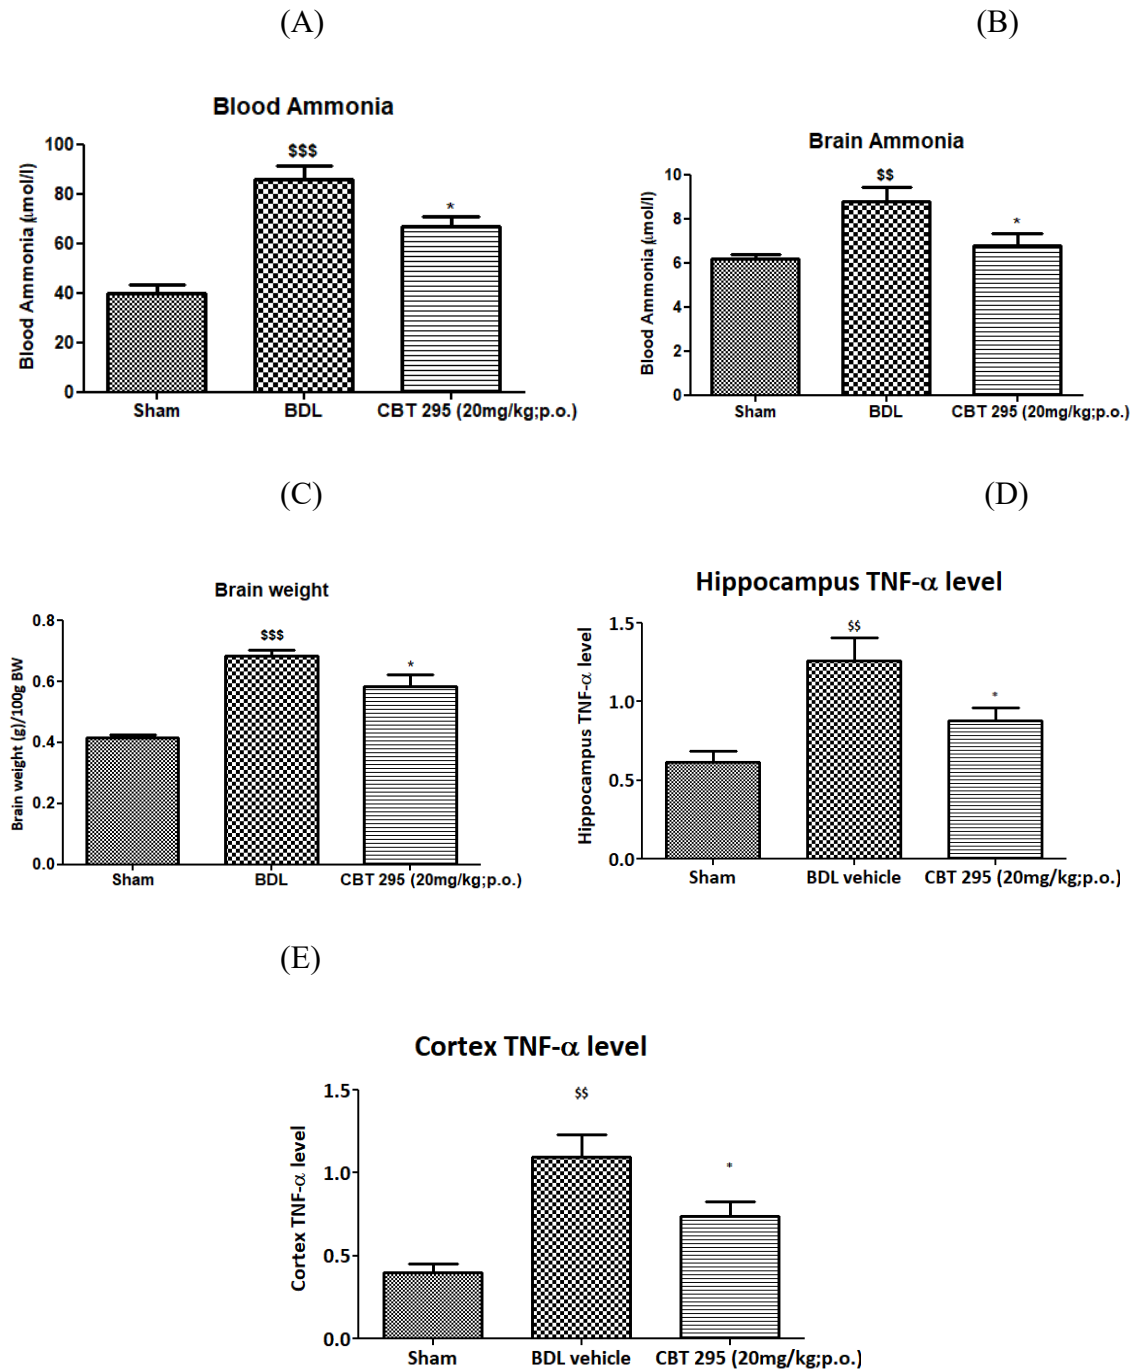 (A)
(B)
Blood Ammonia
Blood Ammonia (μmol/l)
100
80
60
40
20
0
$$$
*
Sham
BDL
CBT 295 (20mg/kg;p.o.)
Brain Ammonia
Blood Ammonia (μmol/l)
10
8
6
4
2
0
$$
*
Sham
BDL
CBT 295 (20mg/kg;p.o.)
(C)
(D)
Brain weight
Brain weight (g)/100g BW
0.8
0.6
0.4
0.2
0.0
$$$
*
Sham
BDL
CBT 295 (20mg/kg;p.o.)
Hippocampus TNF-α level
Hippocampus TNF-α level
1.5
1.0
0.5
0.0
$$
*
Sham
BDL vehicle
CBT 295 (20mg/kg;p.o.)
(E)
Cortex TNF-α level
Cortex TNF-α level
1.5
1.0
0.5
0.0
$$
*
Sham
BDL vehicle
CBT 295 (20mg/kg;p.o.)